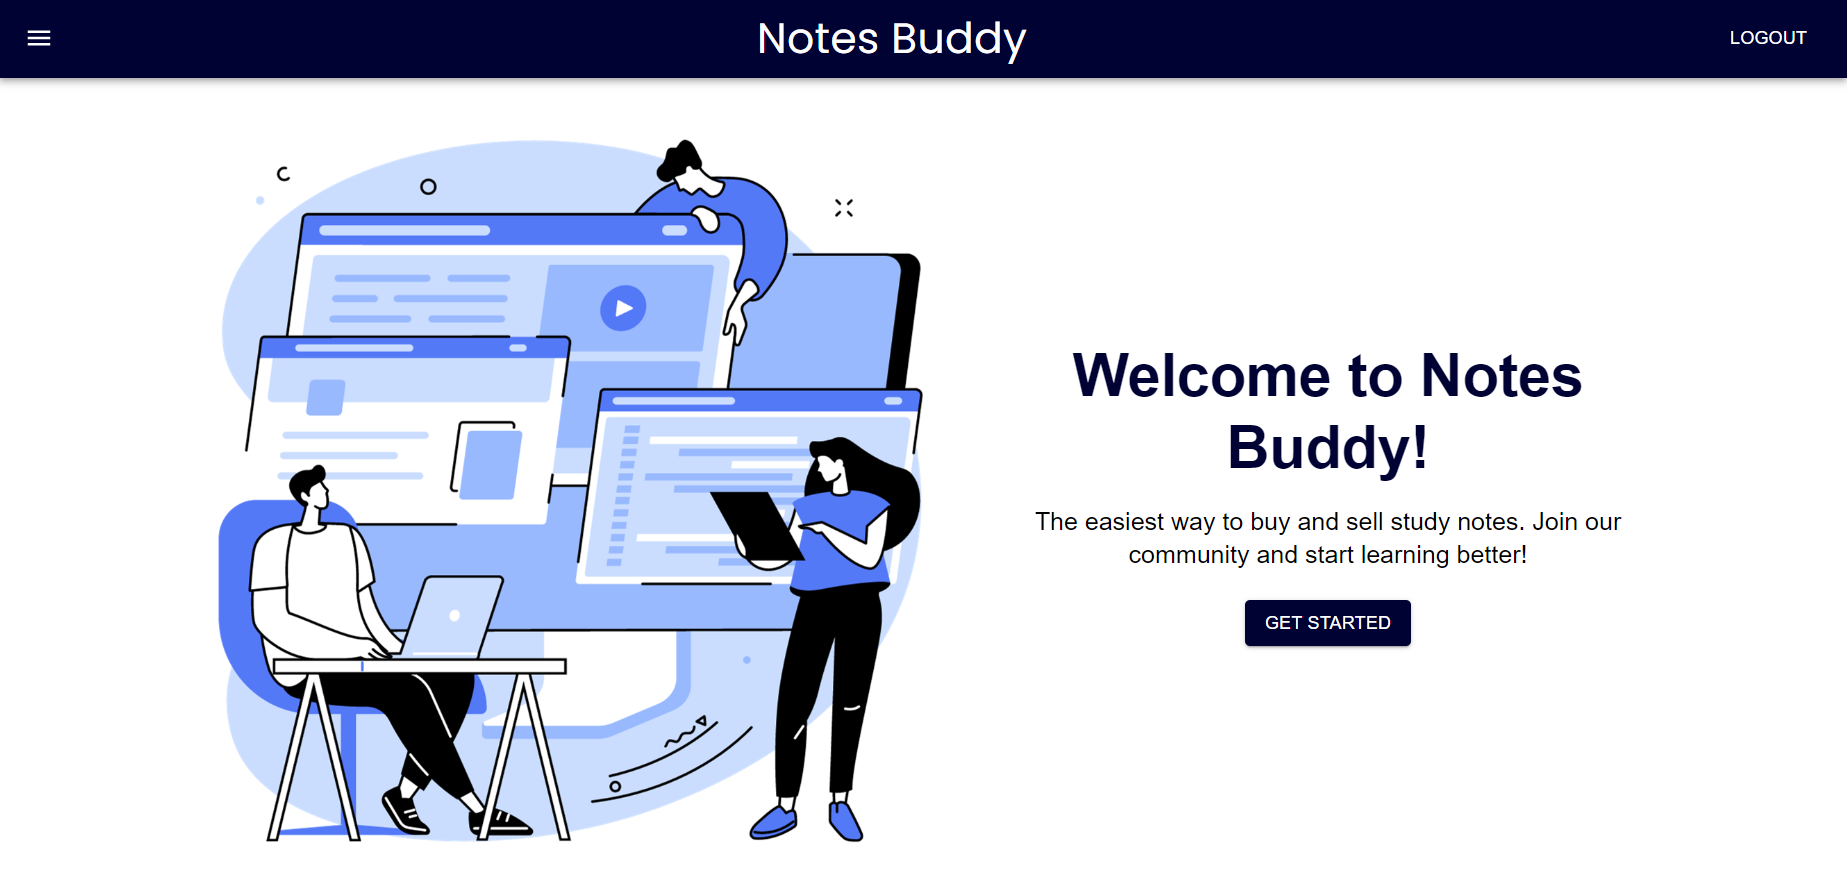 Notes Buddy
LOGOUT
Welcome to Notes
Buddy!
The easiest way to buy and sell study notes. Join our
community and start learning better!
GET STARTED